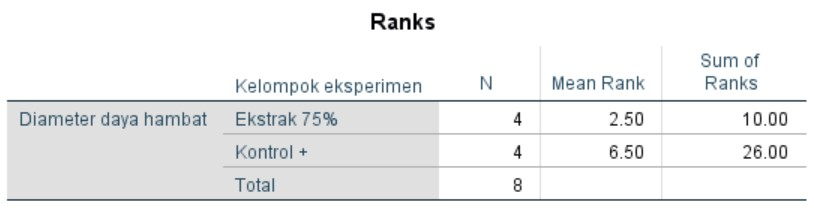 Ranks
Kelompok eksperimen N Mean Rank Sum of Ranks
Diameter daya hambat Ekstrak 75% 4 2.50 10.00
Kontrol + 4 6.50 26.00
Total 8